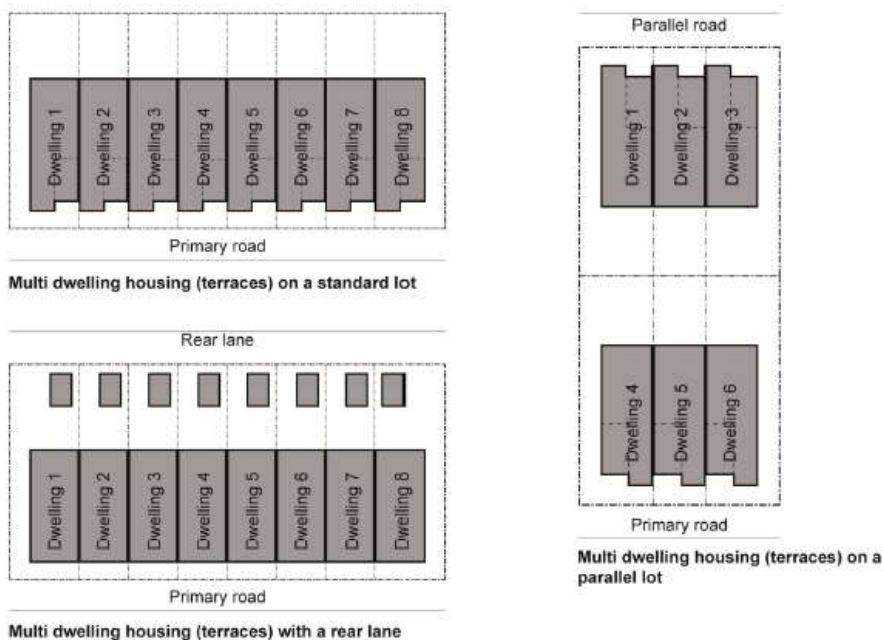 Dwelling 1
Dwelling 2
Dwelling 3
Dwelling 4
Dwelling 5
Dwelling 6
Dwelling 7
Dwelling 8
Primary road
Multi dwelling housing (terraces) on a standard lot
Rear lane
Dwelling 1
Dwelling 2
Dwelling 3
Dwelling 4
Dwelling 5
Dwelling 6
Dwelling 7
Dwelling 8
Primary road
Multi dwelling housing (terraces) with a rear lane
Parallel road
Dwelling 1
Dwelling 2
Dwelling 3
Dwelling 4
Dwelling 5
Dwelling 6
Primary road
Multi dwelling housing (terraces) on a
parallel lot